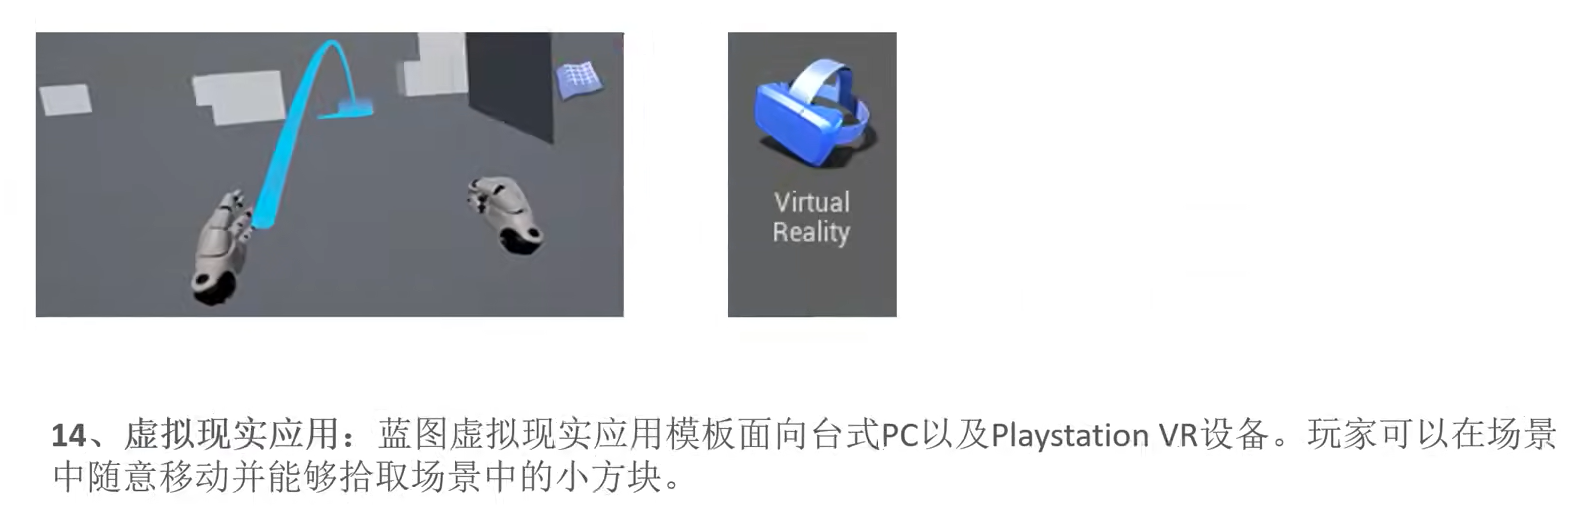 Virtual
Reality
14、虚拟现实应用：蓝图虚拟现实应用模板面向台式PC以及Playstation VR设备。玩家可以在场景
中随意移动并能够拾取场景中的小方块。